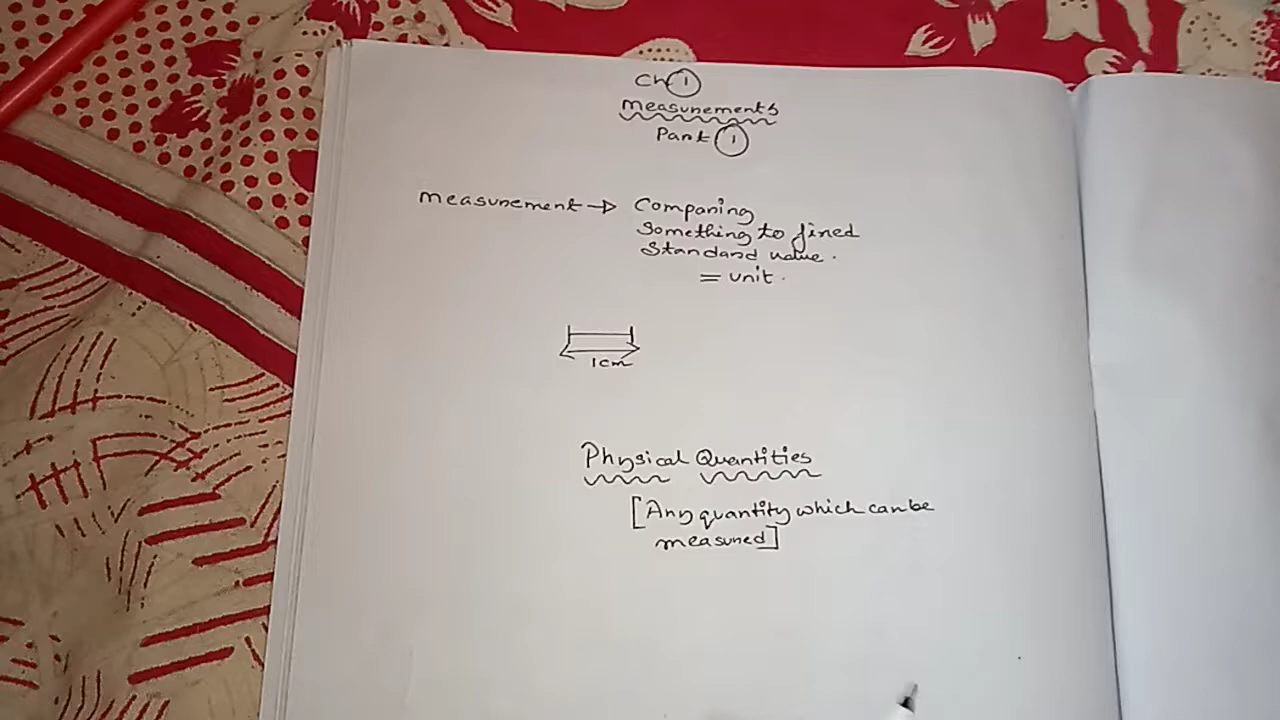 Ch 1
Measurements
Part 1
Measurement → Comparing
something to fixed
standard value.
= unit.
1cm
Physical Quantities
[Any quantity which can be
measured]